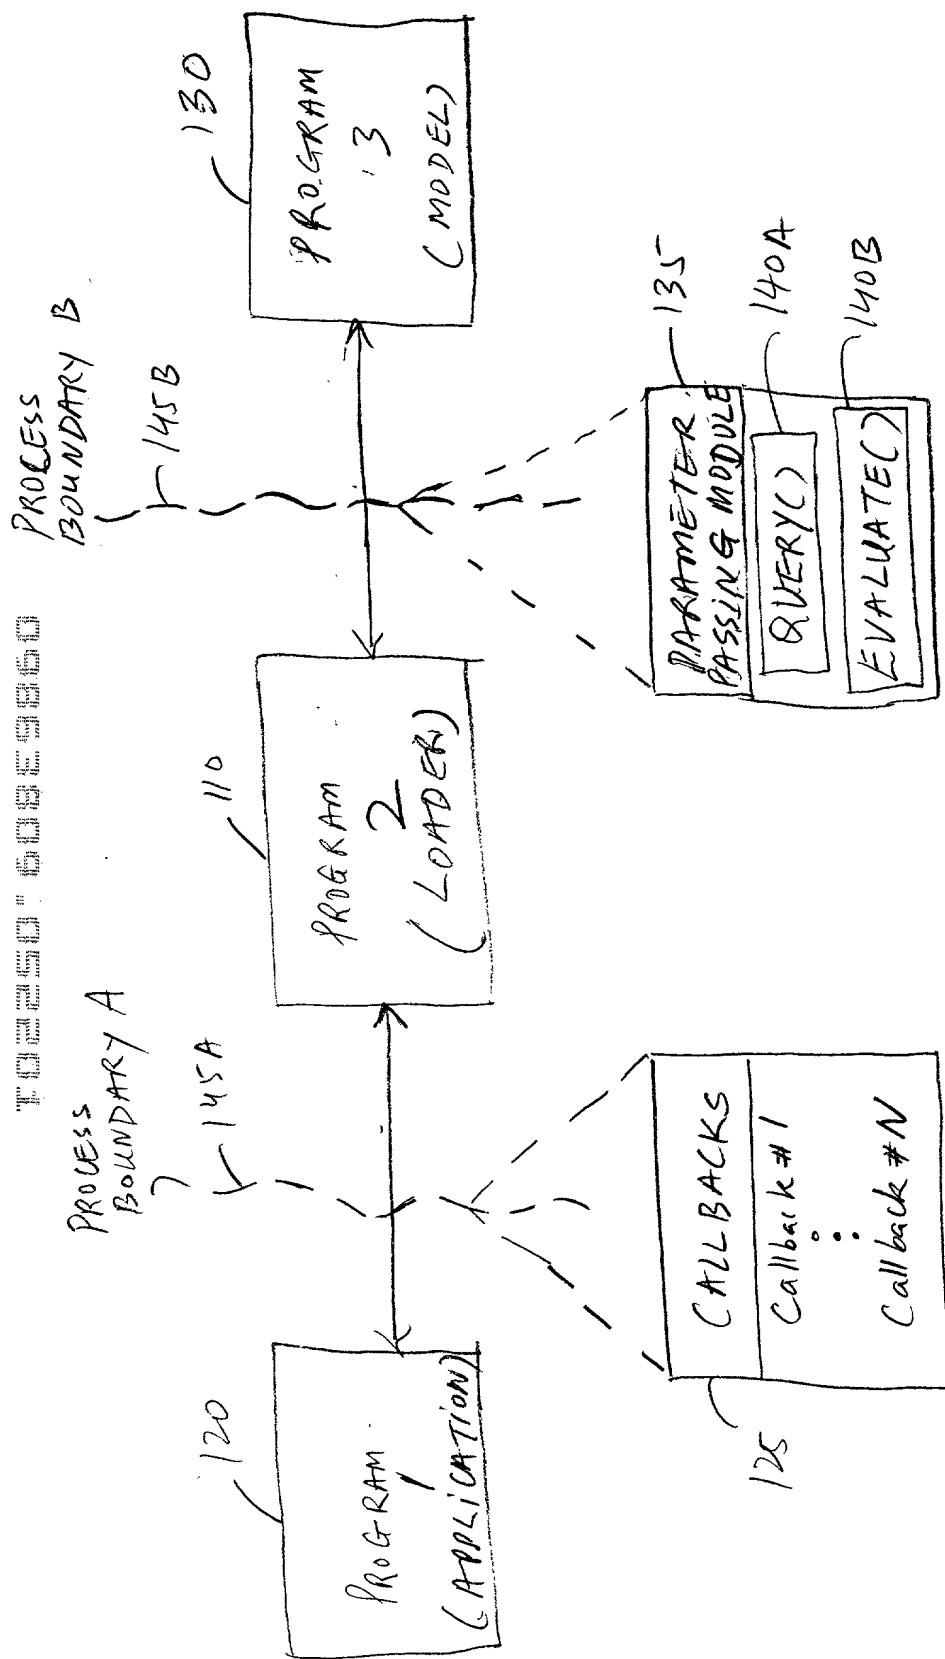 PROCESS
BOUNDARY A
PROCESS
BOUNDARY B
145A
145B
120
110
130
PROGRAM
1
(APPLICATION)
PROGRAM
2
(LOADER)
PROGRAM
3
(MODEL)
CALLBACKS
Callback #1
Callback #N
125
PARAMETER
PASSING MODULE
QUERY()
EVALUATE()
135
140A
140B